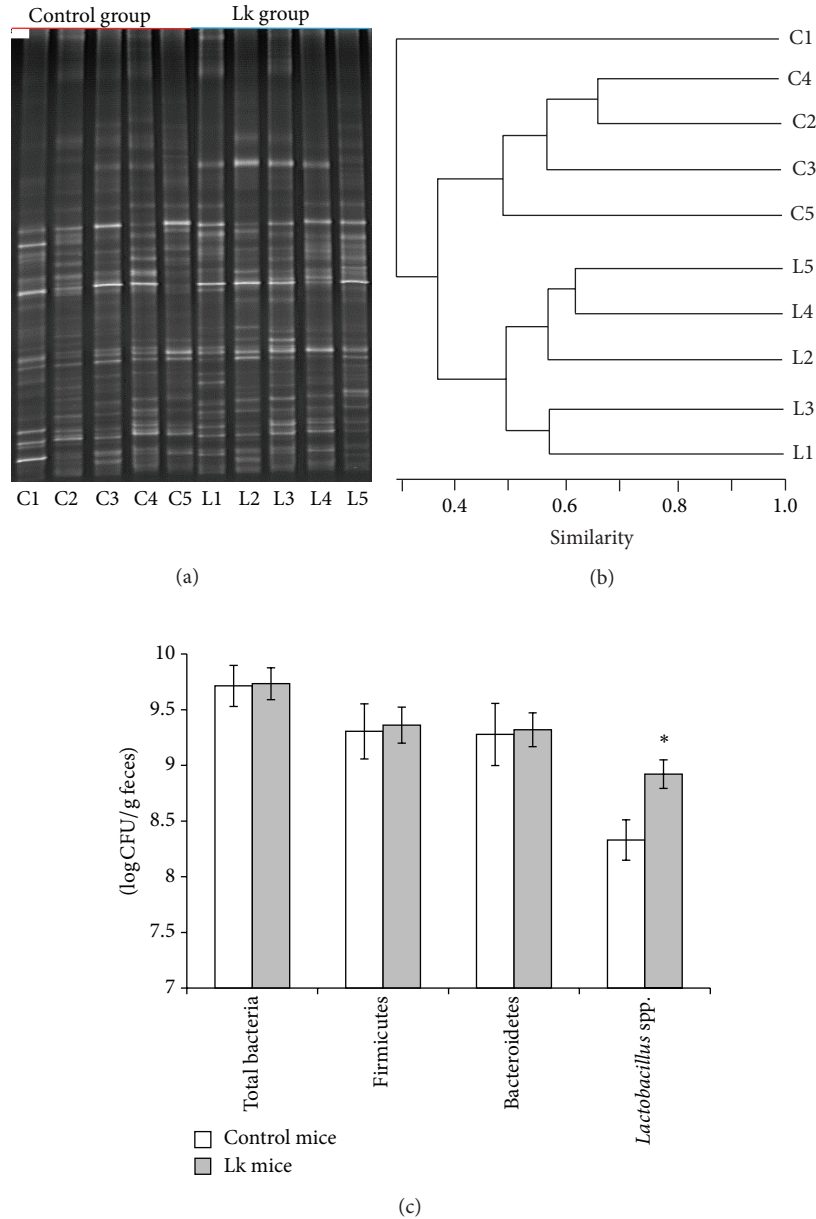 Control group Lk group
C1 C2 C3 C4 C5 L1 L2 L3 L4 L5
(a)
C1
C4
C2
C3
C5
L5
L4
L2
L3
L1
0.4 0.6 0.8 1.0
Similarity
(b)
(log CFU/g feces)
10
9.5
9
8.5
8
7.5
7
*
Total bacteria
Firmicutes
Bacteroidetes
Lactobacillus spp.
Control mice
Lk mice
(c)